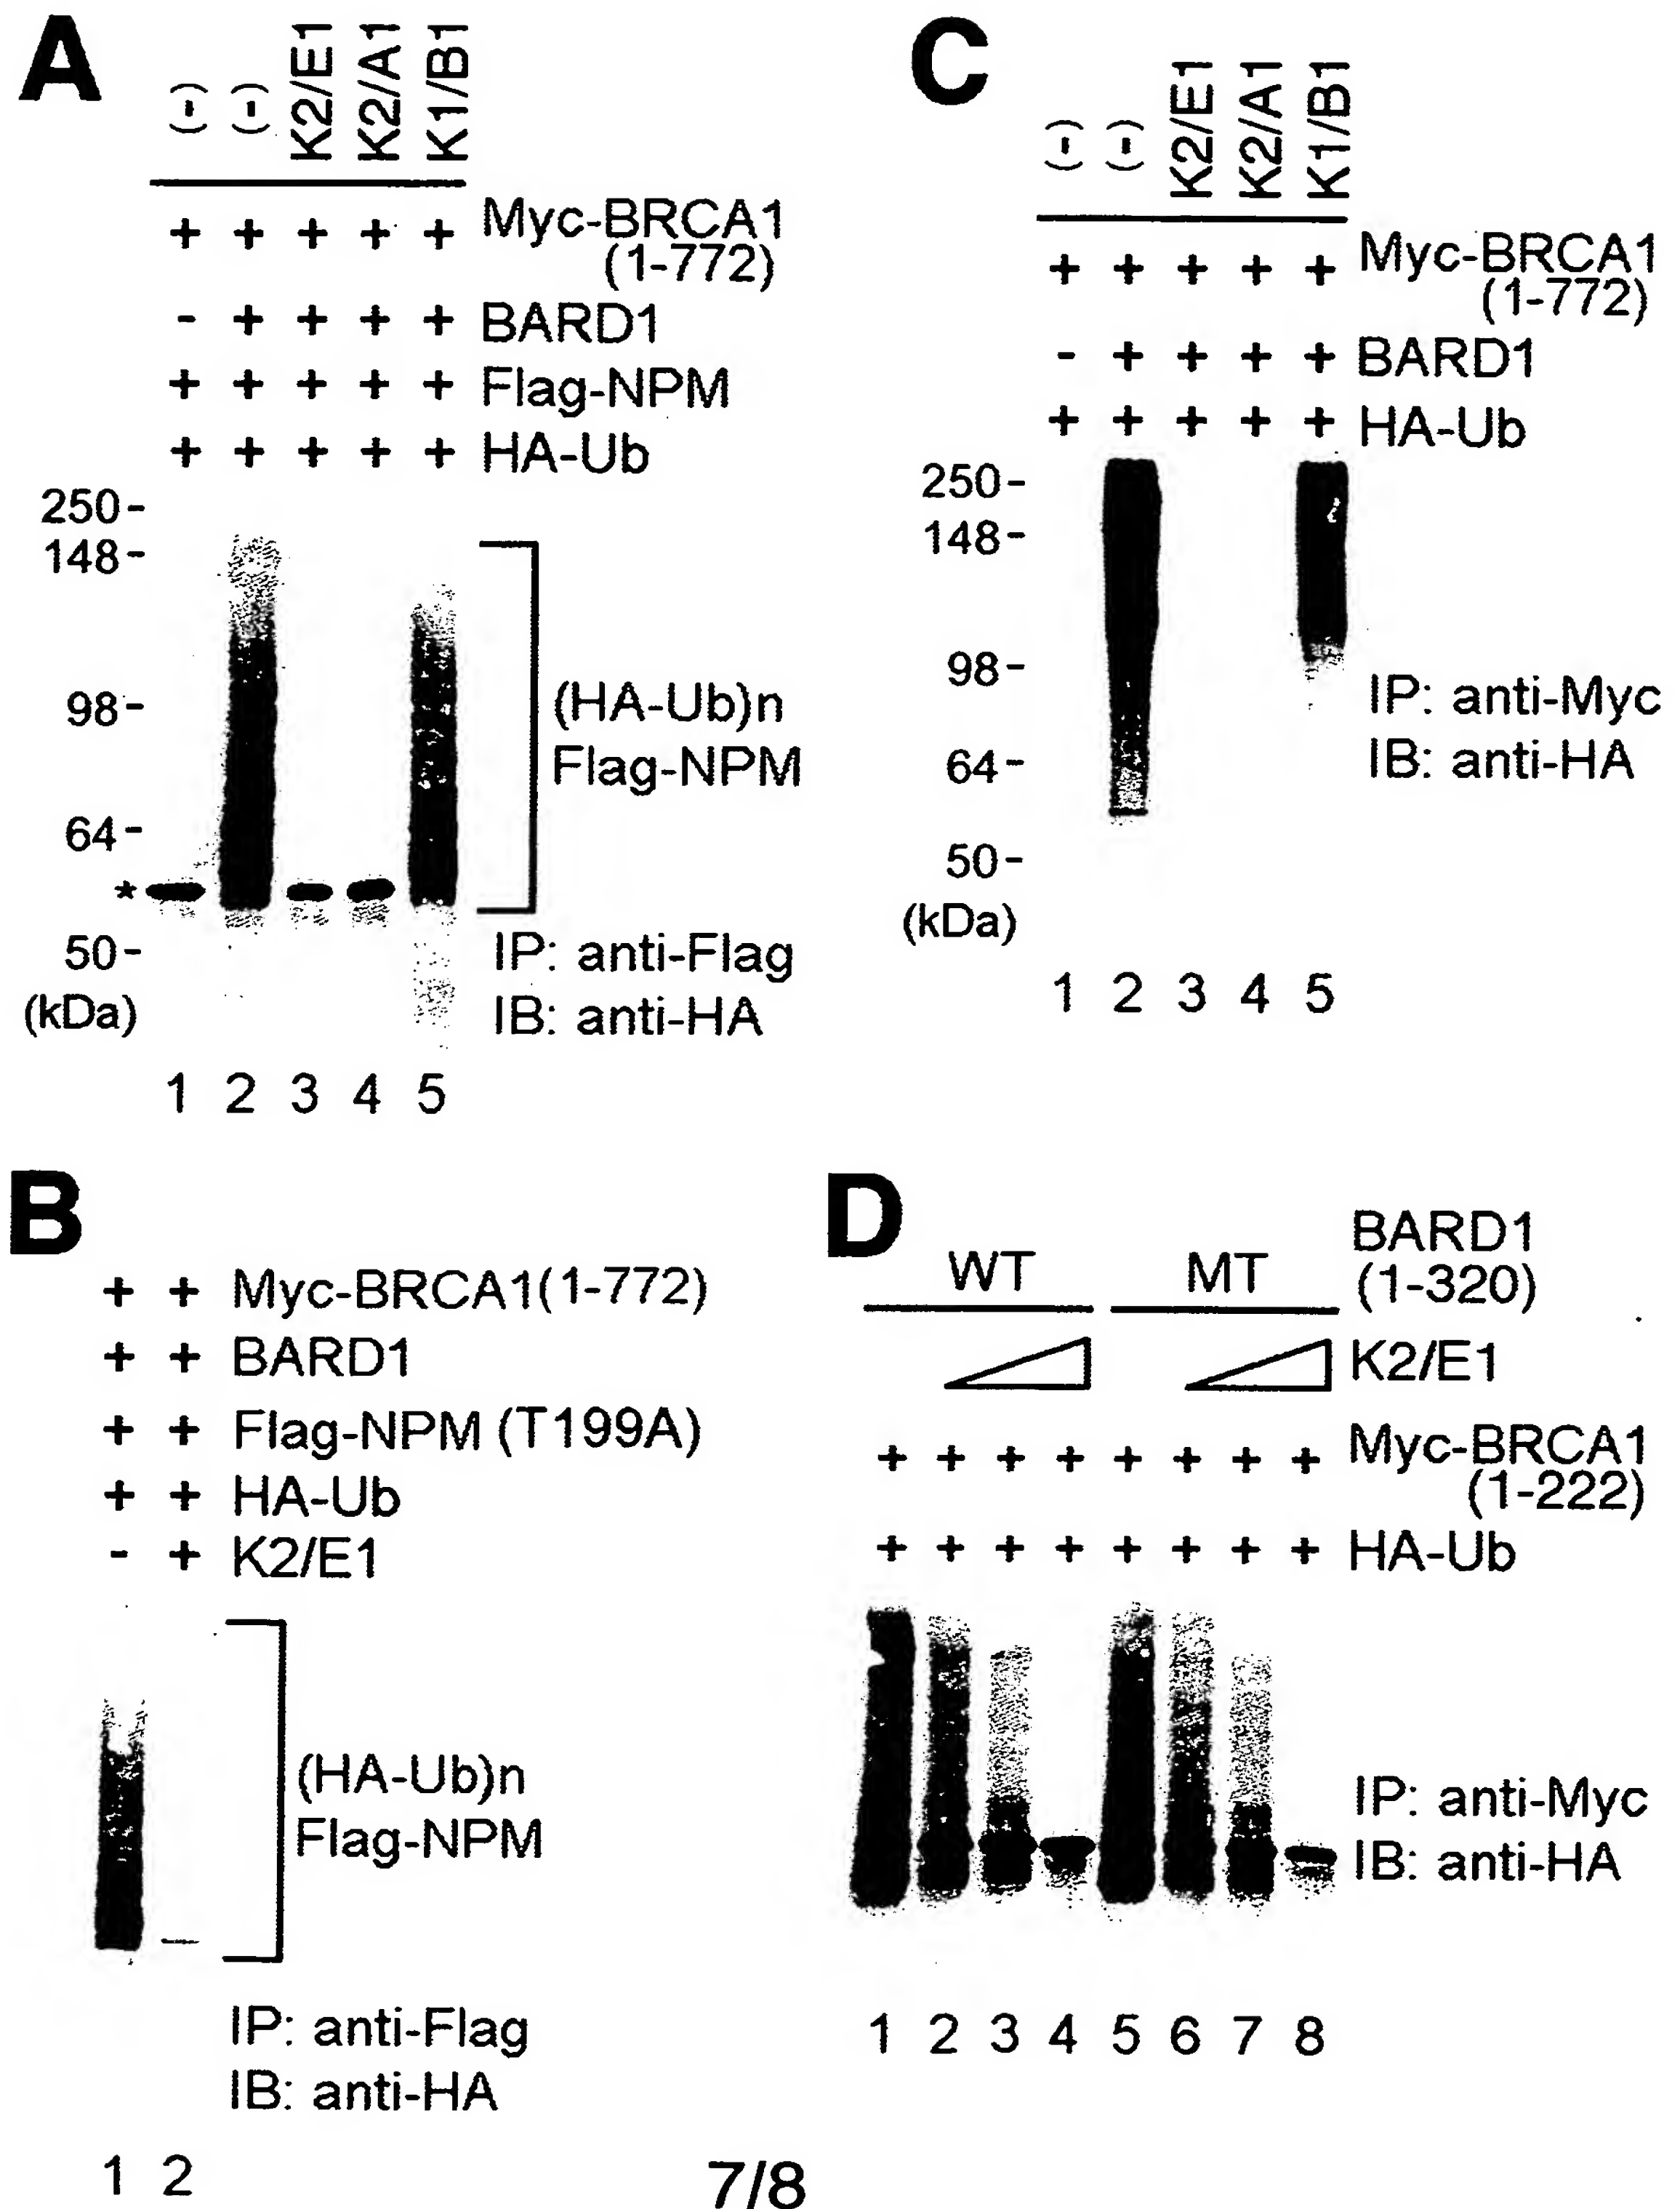 A
(-) (-) K2/E1 K2/A1 K1/B1
+ + + + + Myc-BRCA1
(1-772)
- + + + + BARD1
+ + + + + Flag-NPM
+ + + + + HA-Ub
250-
148-
98-
64-
*
50-
(kDa)
(HA-Ub)n
Flag-NPM
IP: anti-Flag
IB: anti-HA
1 2 3 4 5
C
(-) (-) K2/E1 K2/A1 K1/B1
+ + + + + Myc-BRCA1
(1-772)
- + + + + BARD1
+ + + + + HA-Ub
250-
148-
98-
64-
50-
(kDa)
IP: anti-Myc
IB: anti-HA
1 2 3 4 5
B
+ + Myc-BRCA1(1-772)
+ + BARD1
+ + Flag-NPM (T199A)
+ + HA-Ub
- + K2/E1
(HA-Ub)n
Flag-NPM
IP: anti-Flag
IB: anti-HA
1 2
D
WT MT BARD1
(1-320)
K2/E1
+ + + + + + + + Myc-BRCA1
(1-222)
+ + + + + + + + HA-Ub
IP: anti-Myc
IB: anti-HA
1 2 3 4 5 6 7 8
7/8